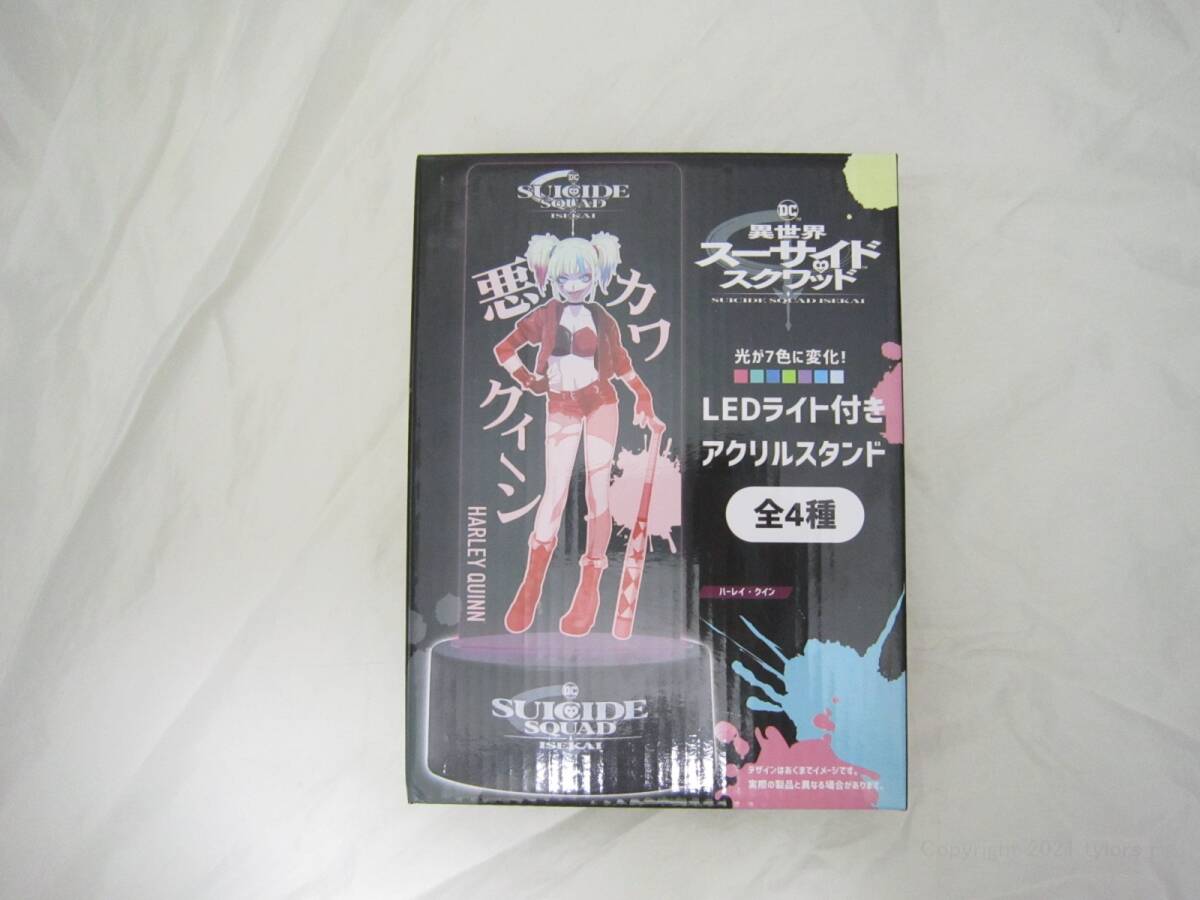 DC
SUICIDE
SQUAD
ISEKAI
悪カワ
クィーン
HARLEY QUINN
DC
SUICIDE
SQUAD
ISEKAI
DC
異世界
スーサイド
スクワッド
SUICIDE SQUAD ISEKAI
光が7色に変化!
LEDライト付き
アクリルスタンド
全4種
ハーレイ・クイン
デザインはあくまでイメージです。
実際の製品と異なる場合があります。